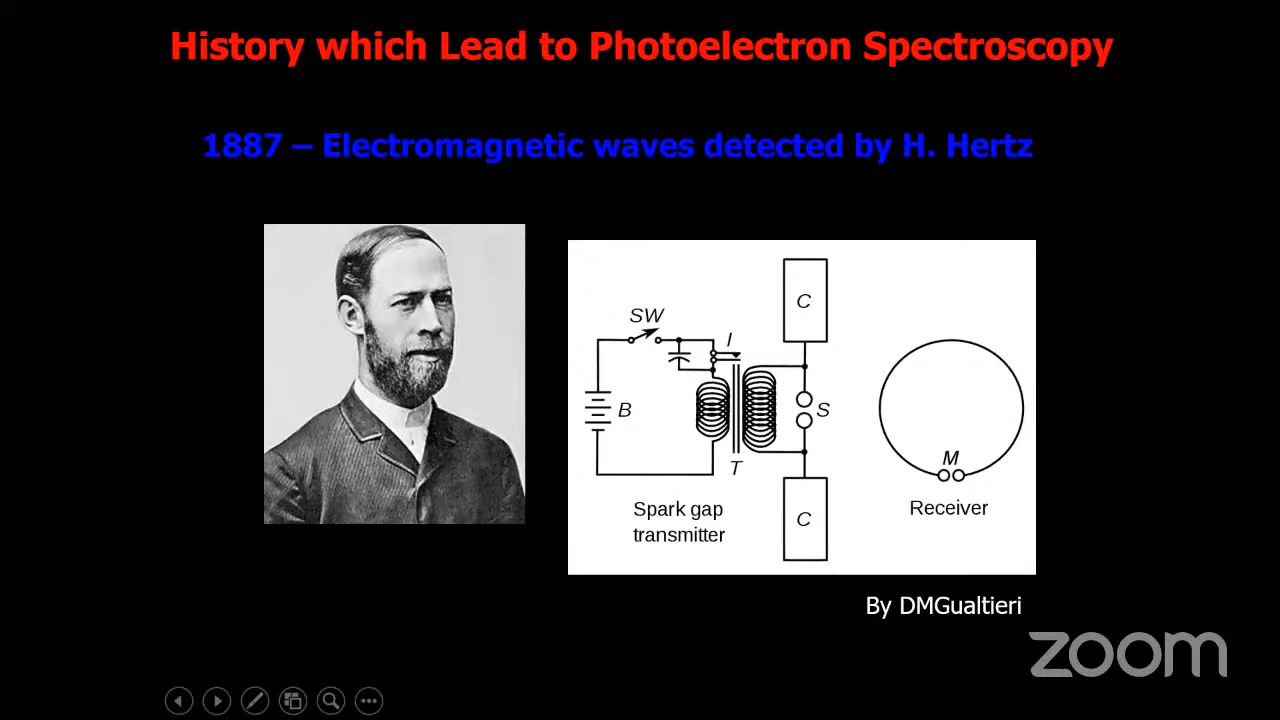 History which Lead to Photoelectron Spectroscopy
1887 – Electromagnetic waves detected by H. Hertz
C
SW
I
B
S
M
T
Spark gap
transmitter
Receiver
C
By DMGualtieri
zoom